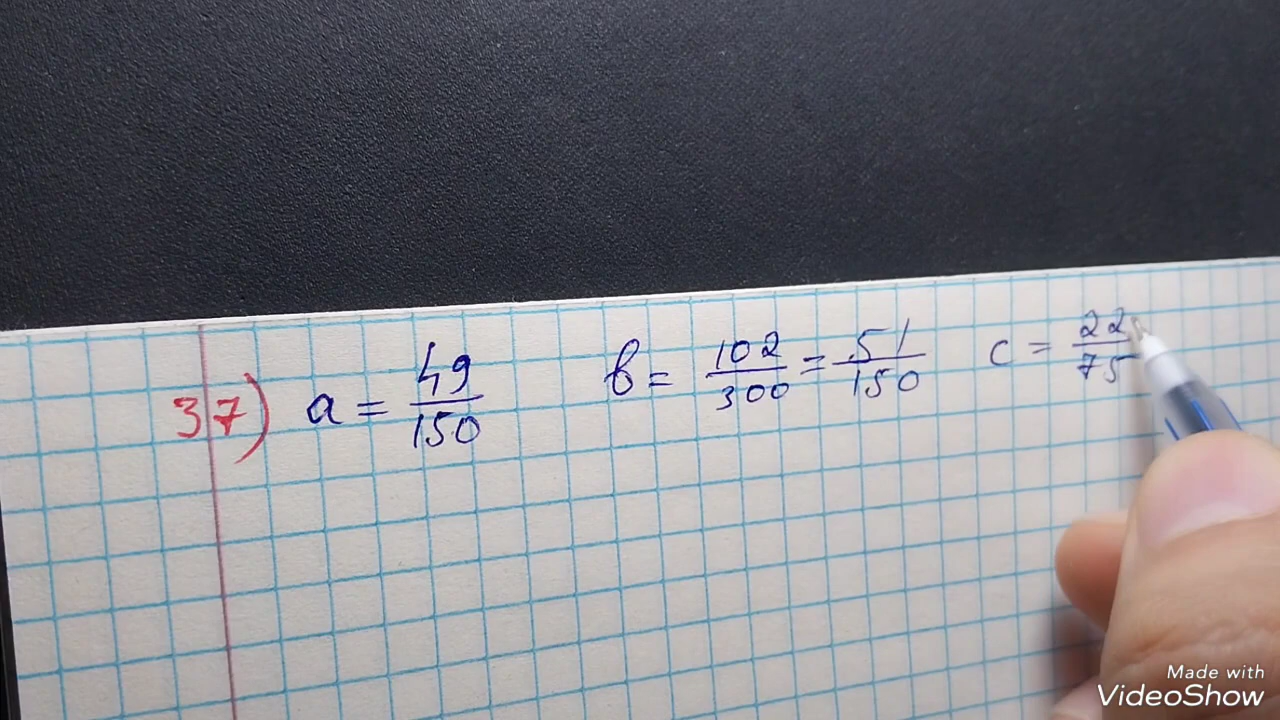 37) a = 49/150 b = 102/300 = 51/150 c = 22/75
Made with
VideoShow